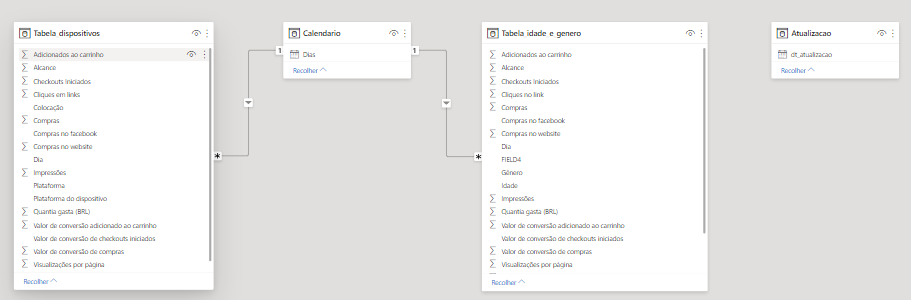 Tabela dispositivos
Adicionados ao carrinho
Alcance
Checkouts Iniciados
Cliques em links
Colocação
Compras
Compras no facebook
Compras no website
Dia
Impressões
Plataforma
Plataforma do dispositivo
Quantia gasta (BRL)
Valor de conversão adicionado ao carrinho
Valor de conversão de checkouts iniciados
Valor de conversão de compras
Visualizações por página
Recolher
*
1
Calendario
Dias
Recolher
1
*
Tabela idade e genero
Adicionados ao carrinho
Alcance
Checkouts Iniciados
Cliques no link
Compras
Compras no facebook
Compras no website
Dia
FIELD4
Gênero
Idade
Impressões
Quantia gasta (BRL)
Valor de conversão adicionado ao carrinho
Valor de conversão de checkouts iniciados
Valor de conversão de compras
Visualizações por página
Recolher
Atualizacao
dt_atualizacao
Recolher